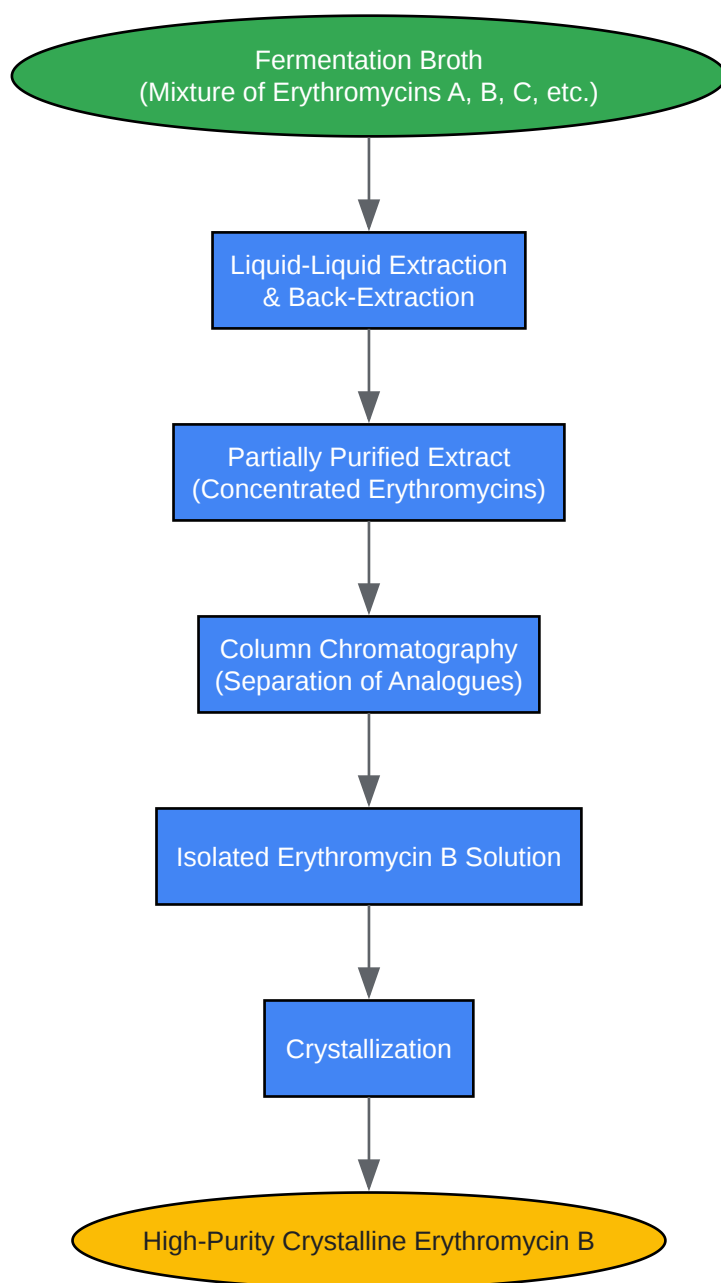 Fermentation Broth
(Mixture of Erythromycins A, B, C, etc.)
Liquid-Liquid Extraction
& Back-Extraction
Partially Purified Extract
(Concentrated Erythromycins)
Column Chromatography
(Separation of Analogues)
Isolated Erythromycin B Solution
Crystallization
High-Purity Crystalline Erythromycin B